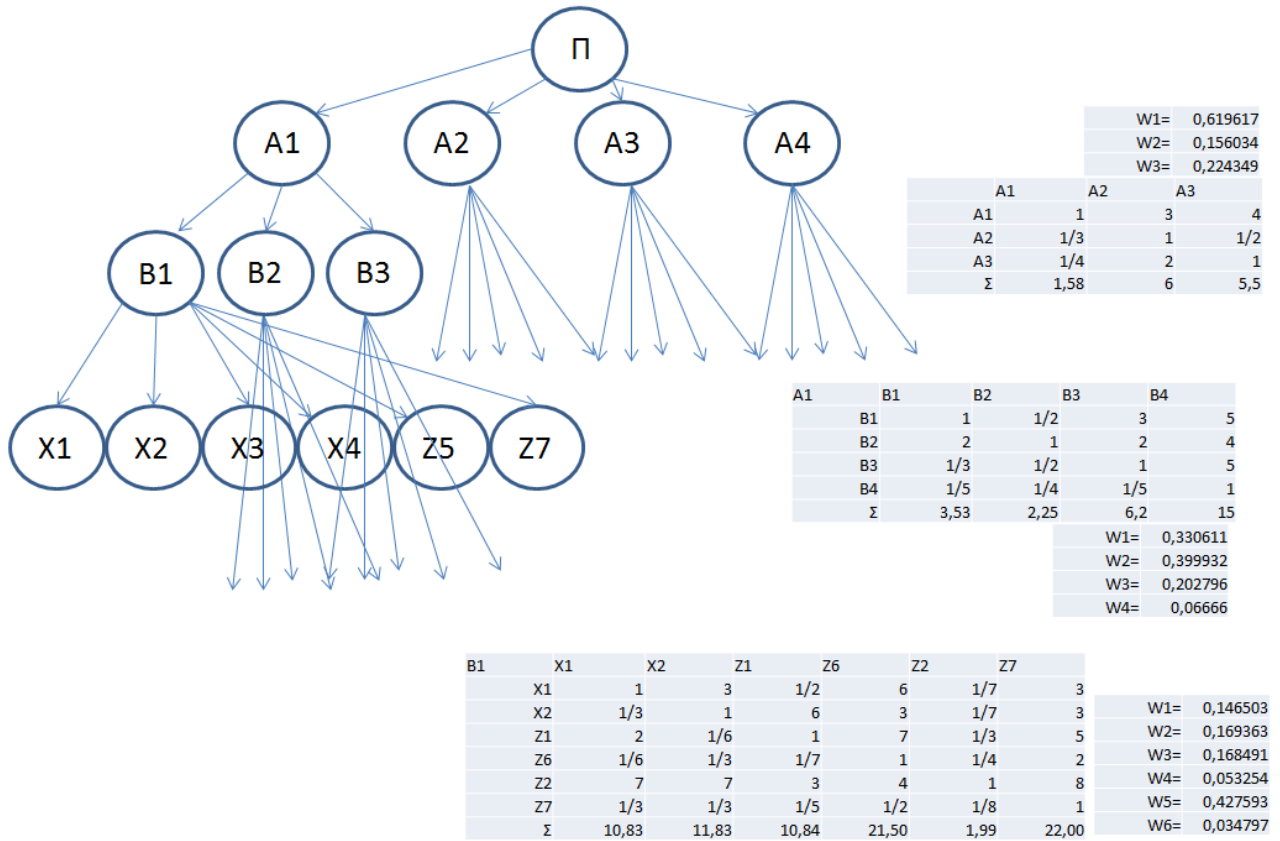 П
A1 A2 A3 A4
W1= 0,619617
W2= 0,156034
W3= 0,224349
A1 A2 A3
A1 1 3 4
A2 1/3 1 1/2
A3 1/4 2 1
Σ 1,58 6 5,5
B1 B2 B3
A1 B1 B2 B3 B4
B1 1 1/2 3 5
B2 2 1 2 4
B3 1/3 1/2 1 5
B4 1/5 1/4 1/5 1
Σ 3,53 2,25 6,2 15
W1= 0,330611
W2= 0,399932
W3= 0,202796
W4= 0,06666
X1 X2 X3 X4 Z5 Z7
B1 X1 X2 Z1 Z6 Z2 Z7
X1 1 3 1/2 6 1/7 3
X2 1/3 1 6 3 1/7 3
Z1 2 1/6 1 7 1/3 5
Z6 1/6 1/3 1/7 1 1/4 2
Z2 7 7 3 4 1 8
Z7 1/3 1/3 1/5 1/2 1/8 1
Σ 10,83 11,83 10,84 21,50 1,99 22,00
W1= 0,146503
W2= 0,169363
W3= 0,168491
W4= 0,053254
W5= 0,427593
W6= 0,034797